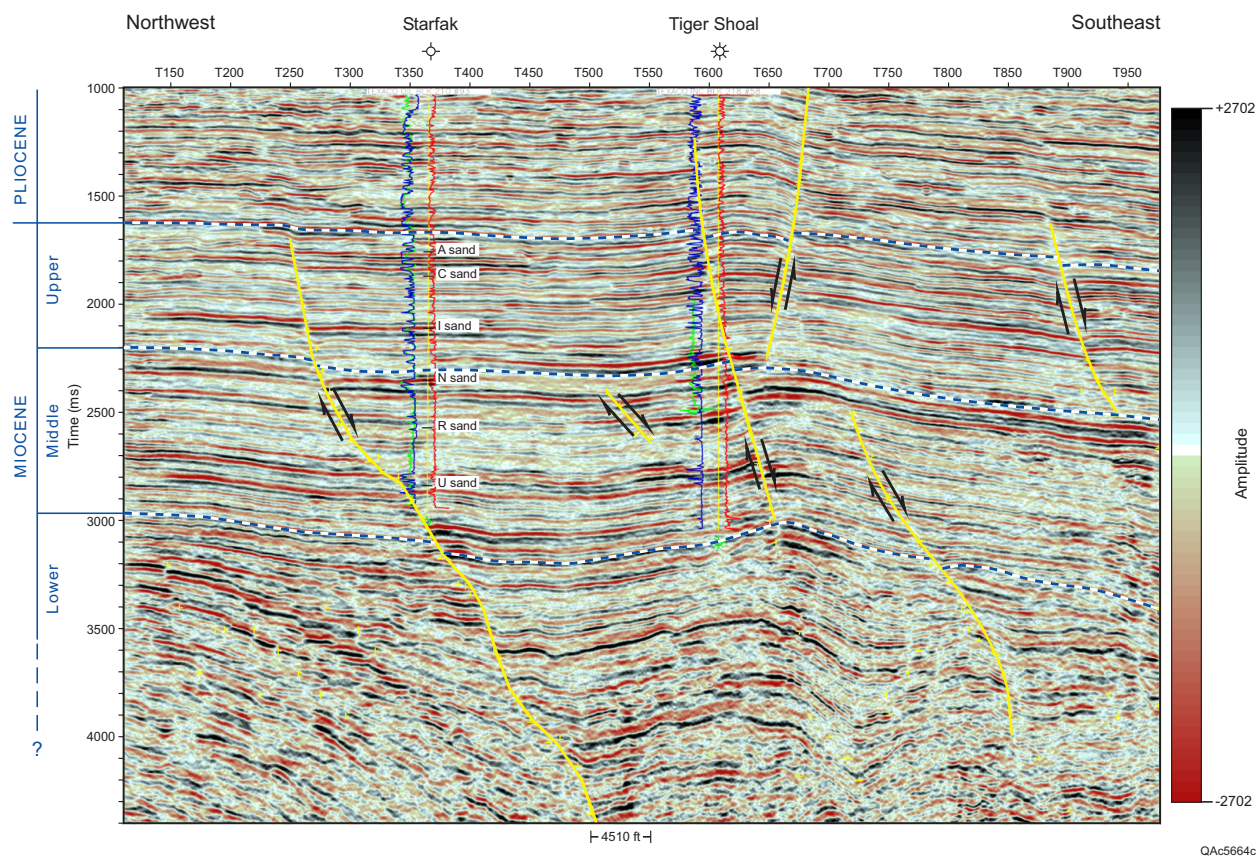 Northwest
Starfak
Tiger Shoal
Southeast
T150 T200 T250 T300 T350 T400 T450 T500 T550 T600 T650 T700 T750 T800 T850 T900 T950
1000
+2702
PLIOCENE
1500
A sand
C sand
Upper
2000
I sand
N sand
MIOCENE
Middle
Time (ms)
2500
R sand
Amplitude
U sand
3000
Lower
3500
?
4000
-2702
4510 ft
QAc5664c